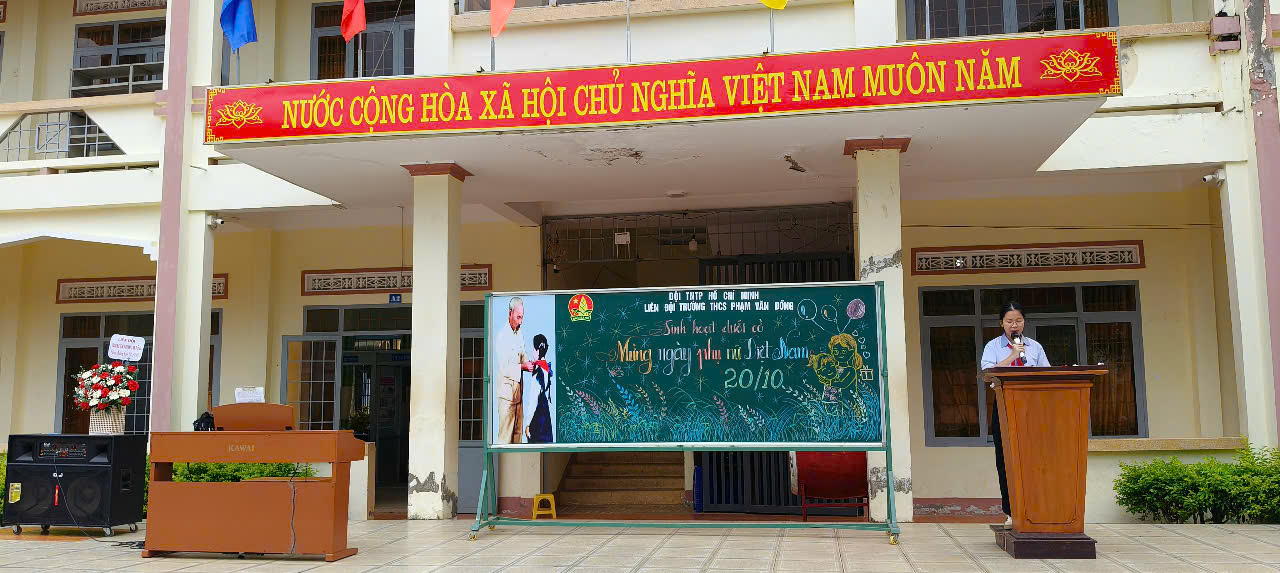 NƯỚC CỘNG HÒA XÃ HỘI CHỦ NGHĨA VIỆT NAM MUÔN NĂM
A2
ĐỘI TNTP HỒ CHÍ MINH
LIÊN ĐỘI TRƯỜNG THCS PHẠM VĂN ĐỒNG
Sinh hoạt dưới cờ
Mừng ngày phụ nữ Việt Nam
20/10
KAWAI